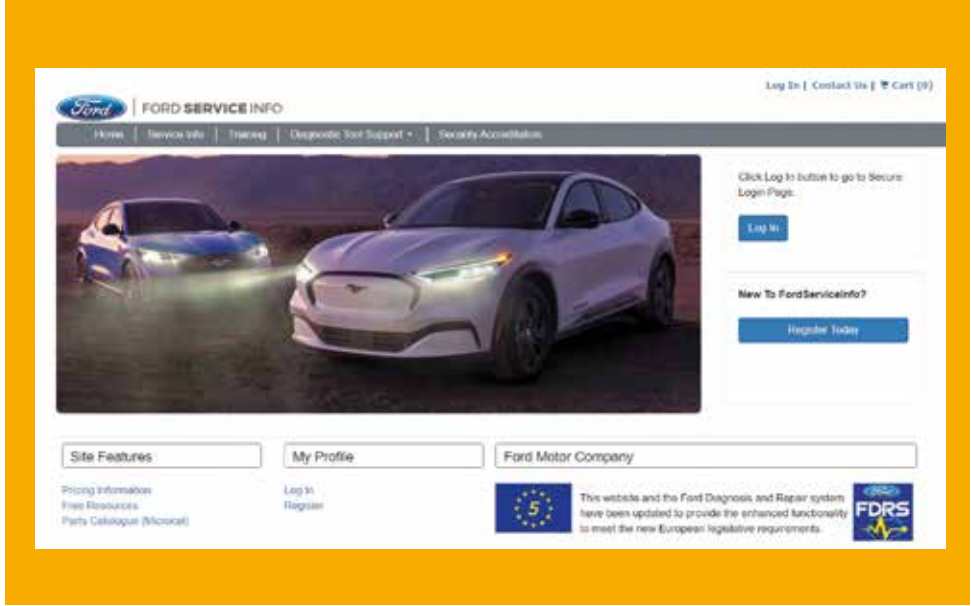 Log In | Contact Us | Cart (0)
Ford FORD SERVICE INFO
Home | Service Info | Training | Diagnostic Tool Support | Security Accreditation
Click Log In button to go to Secure
Login Page.
Log In
New To FordServiceInfo?
Register Today
Site Features
My Profile
Ford Motor Company
Pricing Information
Free Resources
Parts Catalogue (Microcat)
Log In
Register
5
This website and the Ford Diagnosis and Repair system
have been updated to provide the enhanced functionality
to meet the new European legislative requirements.
Ford
FDRS